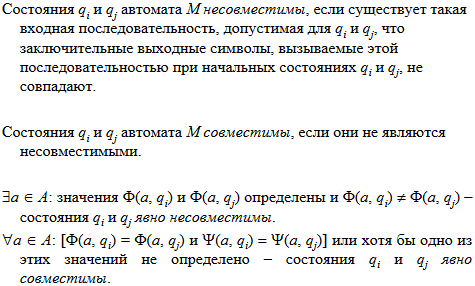 Состояния qi и qj автомата M несовместимы, если существует такая
входная последовательность, допустимая для qi и qj, что
заключительные выходные символы, вызываемые этой
последовательностью при начальных состояниях qi и qj, не
совпадают.
Состояния qi и qj автомата M совместимы, если они не являются
несовместимыми.
∃a ∈ A: значения Φ(a, qi) и Φ(a, qj) определены и Φ(a, qi) ≠ Φ(a, qj) –
состояния qi и qj явно несовместимы.
∀a ∈ A: [Φ(a, qi) = Φ(a, qj) и Ψ(a, qi) = Ψ(a, qj)] или хотя бы одно из
этих значений не определено – состояния qi и qj явно
совместимы.